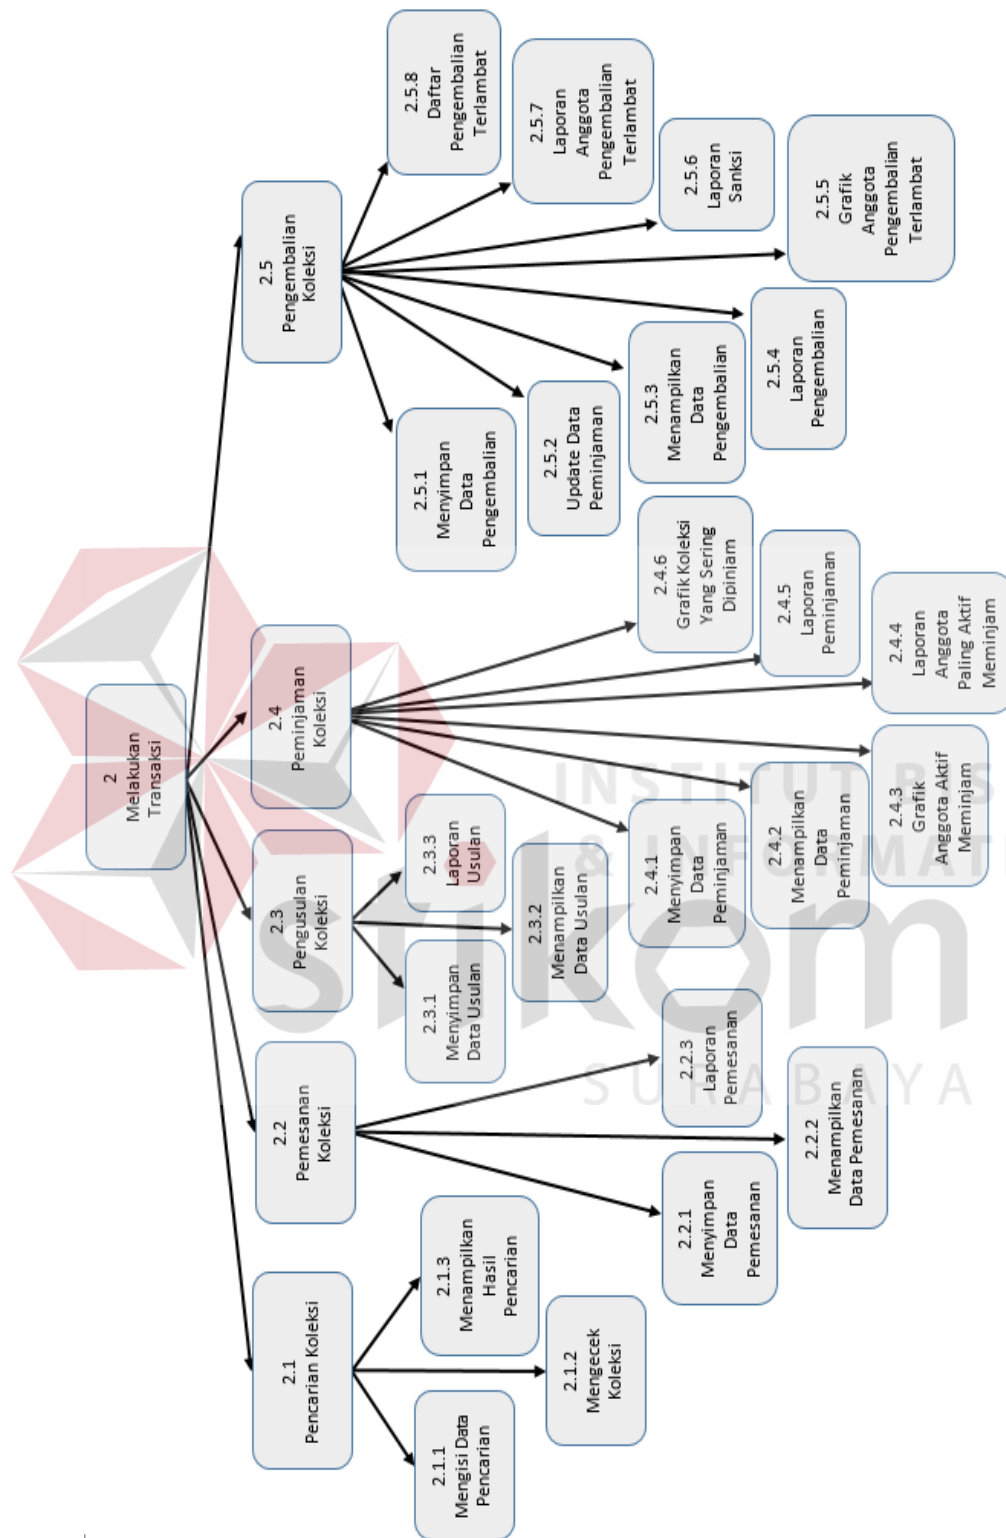 2
Melakukan
Transaksi
2.1
Pencarian Koleksi
2.2
Pemesanan
Koleksi
2.3
Pengusulan
Koleksi
2.4
Peminjaman
Koleksi
2.5
Pengembalian
Koleksi
2.1.1
Mengisi Data
Pencarian
2.1.2
Mengecek
Koleksi
2.1.3
Menampilkan
Hasil
Pencarian
2.2.1
Menyimpan
Data
Pemesanan
2.2.2
Menampilkan
Data Pemesanan
2.2.3
Laporan
Pemesanan
2.3.1
Menyimpan
Data Usulan
2.3.2
Menampilkan
Data Usulan
2.3.3
Laporan
Usulan
2.4.1
Menyimpan
Data
Peminjaman
2.4.2
Menampilkan
Data
Peminjaman
2.4.3
Grafik
Anggota Aktif
Meminjam
2.4.4
Laporan
Anggota
Paling Aktif
Meminjam
2.4.5
Laporan
Peminjaman
2.4.6
Grafik Koleksi
Yang Sering
Dipinjam
2.5.1
Menyimpan
Data
Pengembalian
2.5.2
Update Data
Peminjaman
2.5.3
Menampilkan
Data
Pengembalian
2.5.4
Laporan
Pengembalian
2.5.5
Grafik
Anggota
Pengembalian
Terlambat
2.5.6
Laporan
Sanksi
2.5.7
Laporan
Anggota
Pengembalian
Terlambat
2.5.8
Daftar
Pengembalian
Terlambat
INSTITUT BIS
& INFORMATI
stikom
SURABAYA